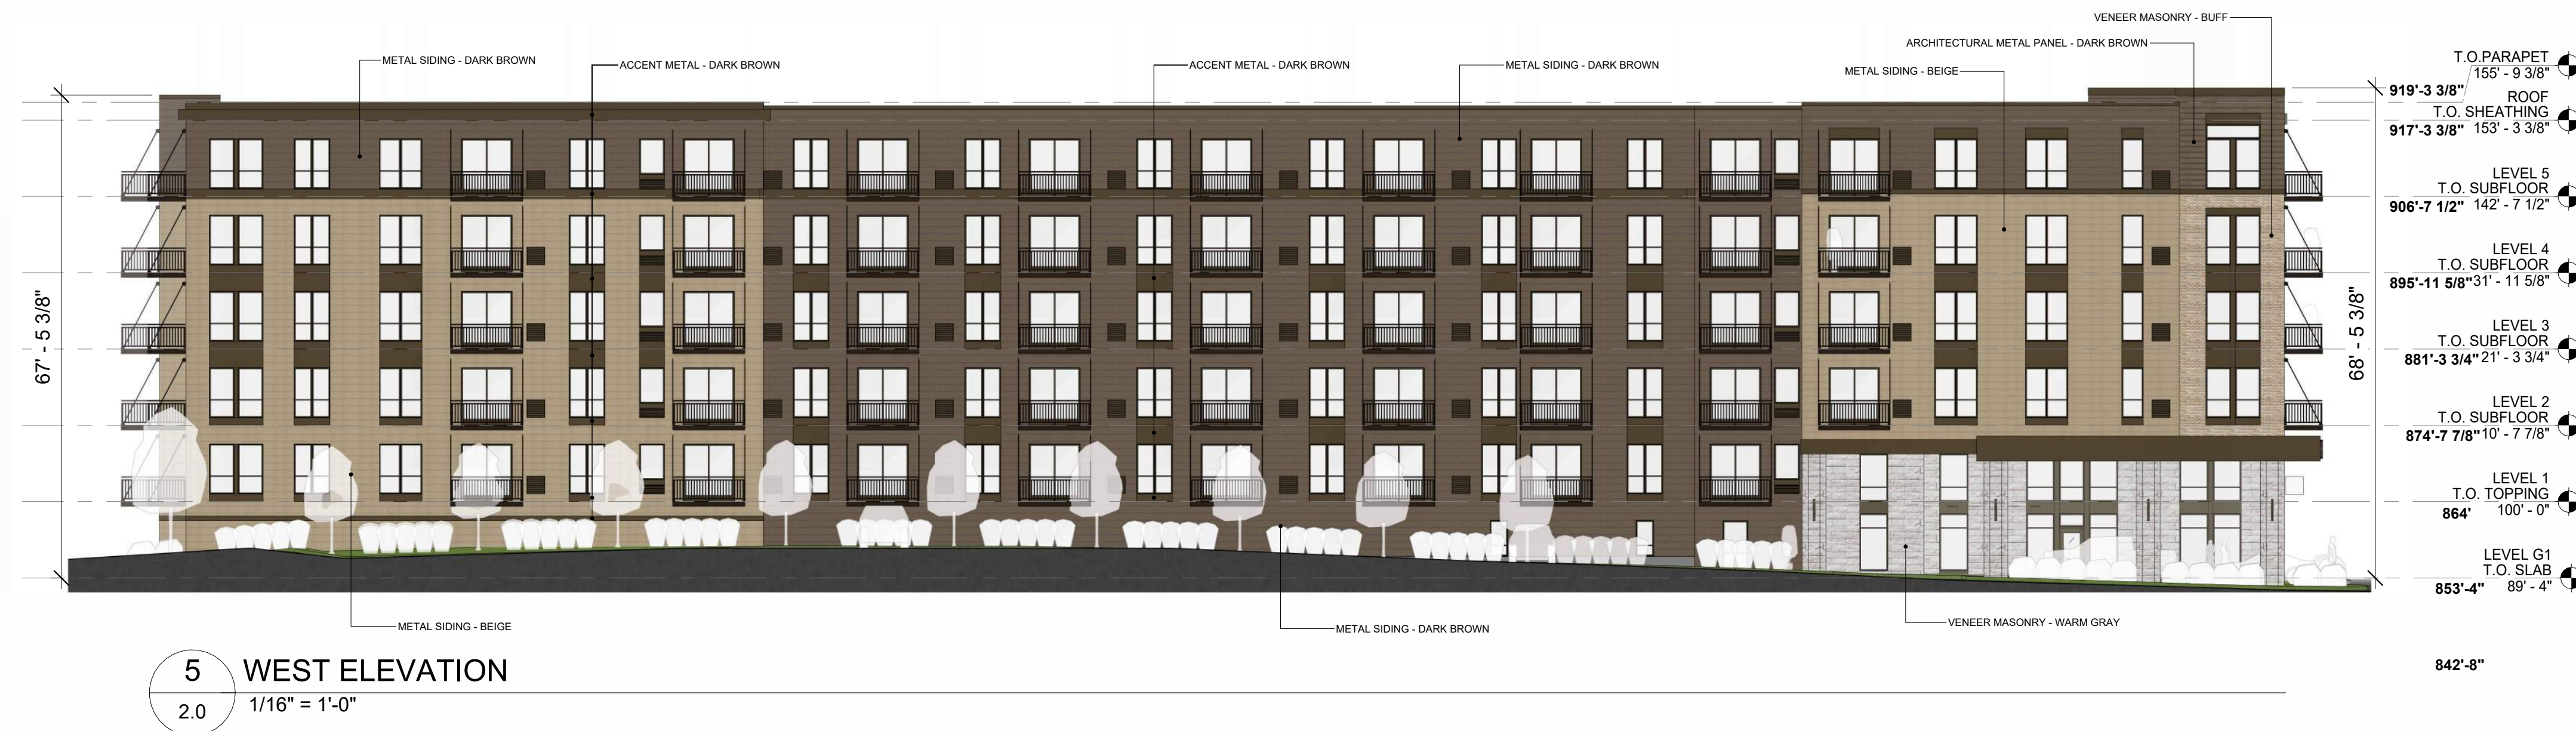 VENEER MASONRY - BUFF
ARCHITECTURAL METAL PANEL - DARK BROWN
METAL SIDING - DARK BROWN
ACCENT METAL - DARK BROWN
ACCENT METAL - DARK BROWN
METAL SIDING - DARK BROWN
METAL SIDING - BEIGE
T.O.PARAPET
155' - 9 3/8"
919'-3 3/8"
ROOF
T.O. SHEATHING
917'-3 3/8" 153' - 3 3/8"
LEVEL 5
T.O. SUBFLOOR
906'-7 1/2" 142' - 7 1/2"
LEVEL 4
T.O. SUBFLOOR
895'-11 5/8"31' - 11 5/8"
LEVEL 3
T.O. SUBFLOOR
881'-3 3/4"21' - 3 3/4"
LEVEL 2
T.O. SUBFLOOR
874'-7 7/8"10' - 7 7/8"
LEVEL 1
T.O. TOPPING
864' 100' - 0"
LEVEL G1
T.O. SLAB
853'-4" 89' - 4"
842'-8"
67' - 5 3/8"
68' - 5 3/8"
METAL SIDING - BEIGE
METAL SIDING - DARK BROWN
VENEER MASONRY - WARM GRAY
5 WEST ELEVATION
2.0 1/16" = 1'-0"